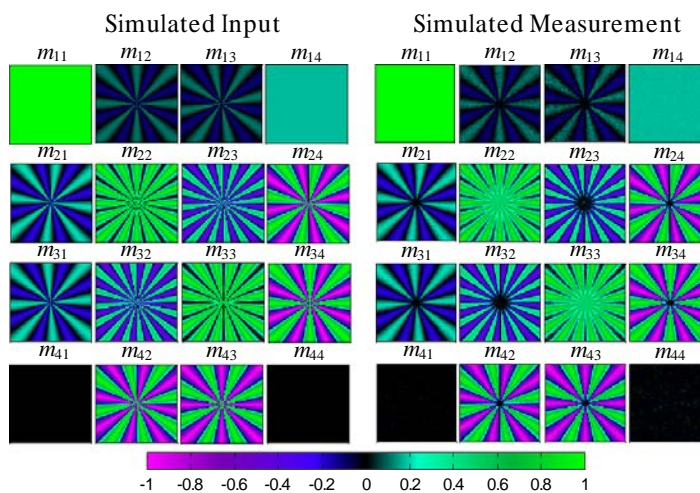 Simulated Input Simulated Measurement
m11 m12 m13 m14 m11 m12 m13 m14
m21 m22 m23 m24 m21 m22 m23 m24
m31 m32 m33 m34 m31 m32 m33 m34
m41 m42 m43 m44 m41 m42 m43 m44
-1 -0.8 -0.6 -0.4 -0.2 0 0.2 0.4 0.6 0.8 1